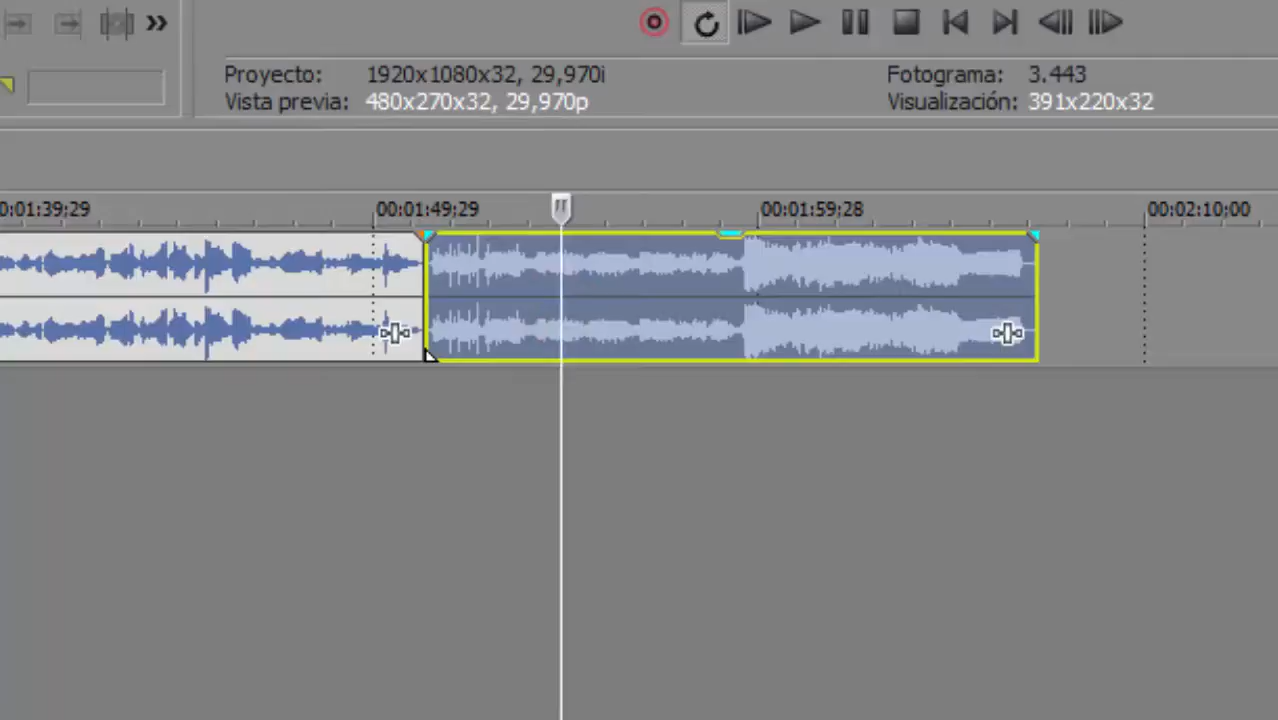 Proyecto: 1920x1080x32, 29,970i
Vista previa: 480x270x32, 29,970p
Fotograma: 3.443
Visualización: 391x220x32
0:01:39;29 00:01:49;29 00:01:59;28 00:02:10;00